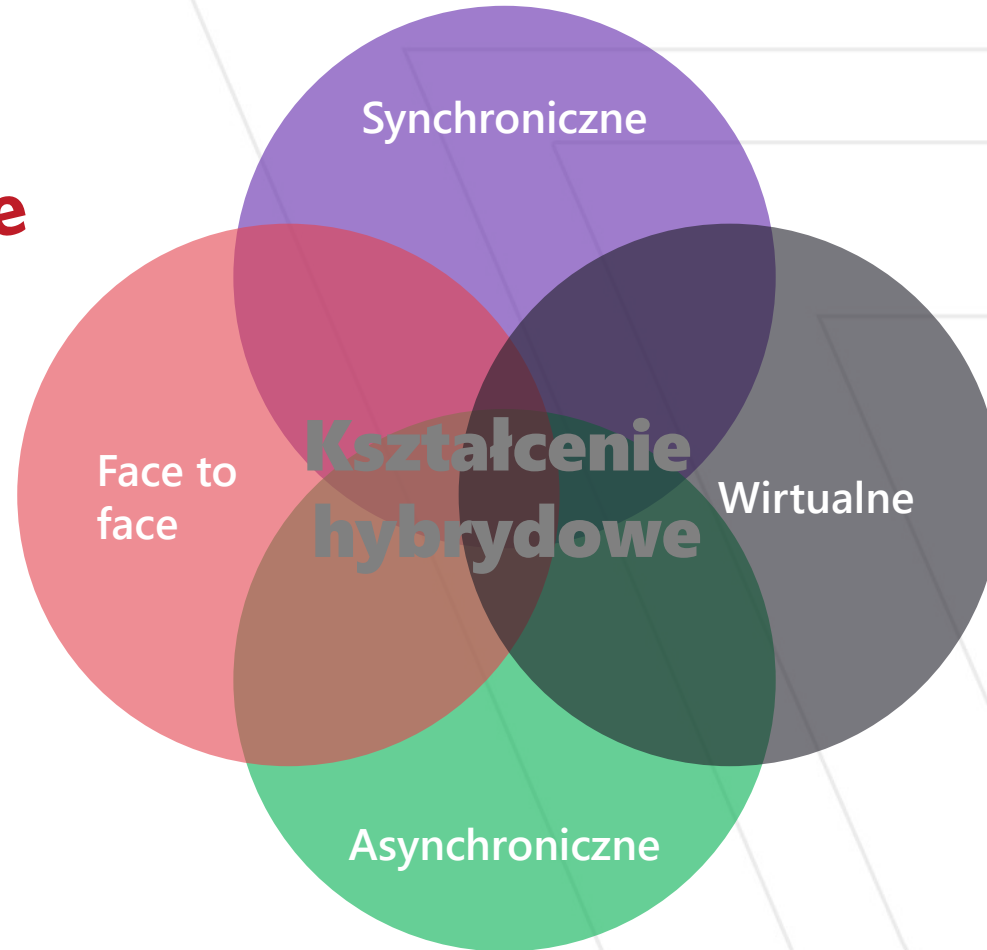 Synchroniczne
e
Face to
face
Kształcenie
hybrydowe
Wirtualne
Asynchroniczne